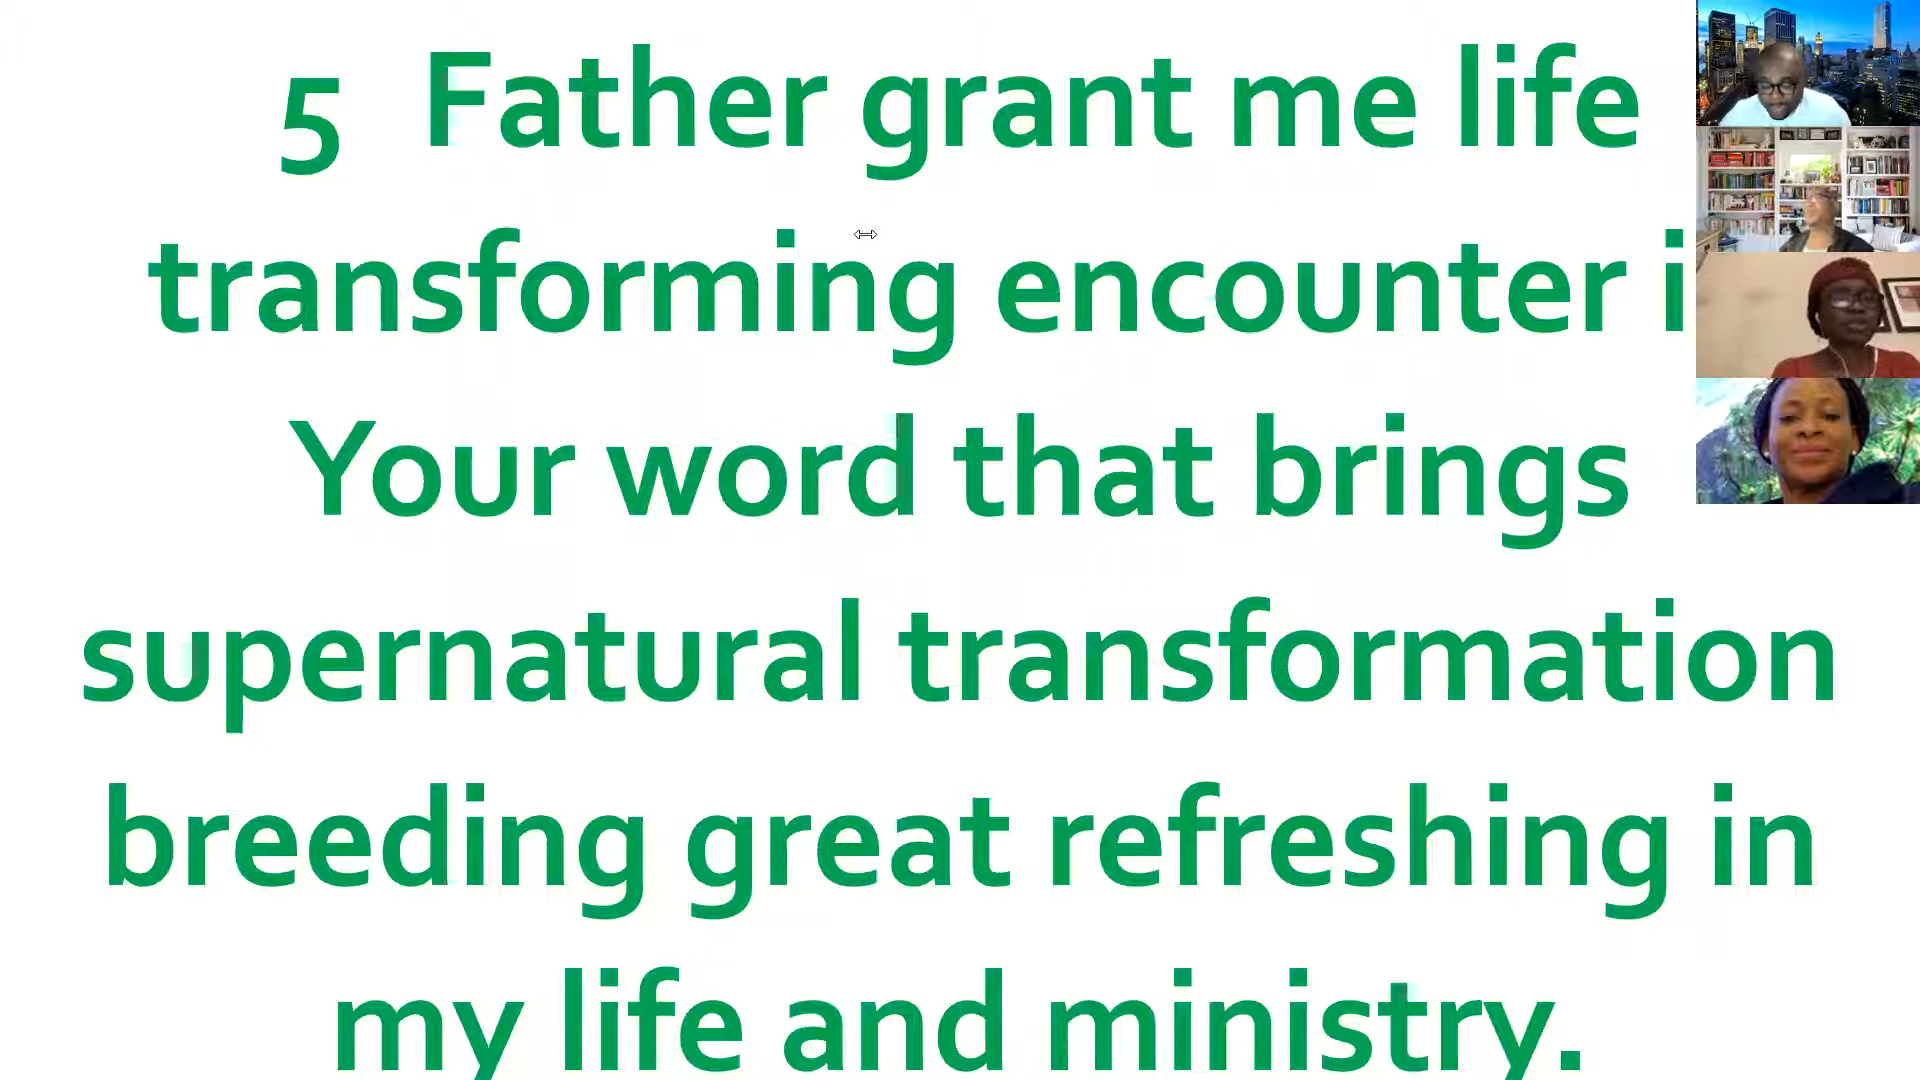 5 Father grant me life
transforming encounter i
Your word that brings
supernatural transformation
breeding great refreshing in
my life and ministry.